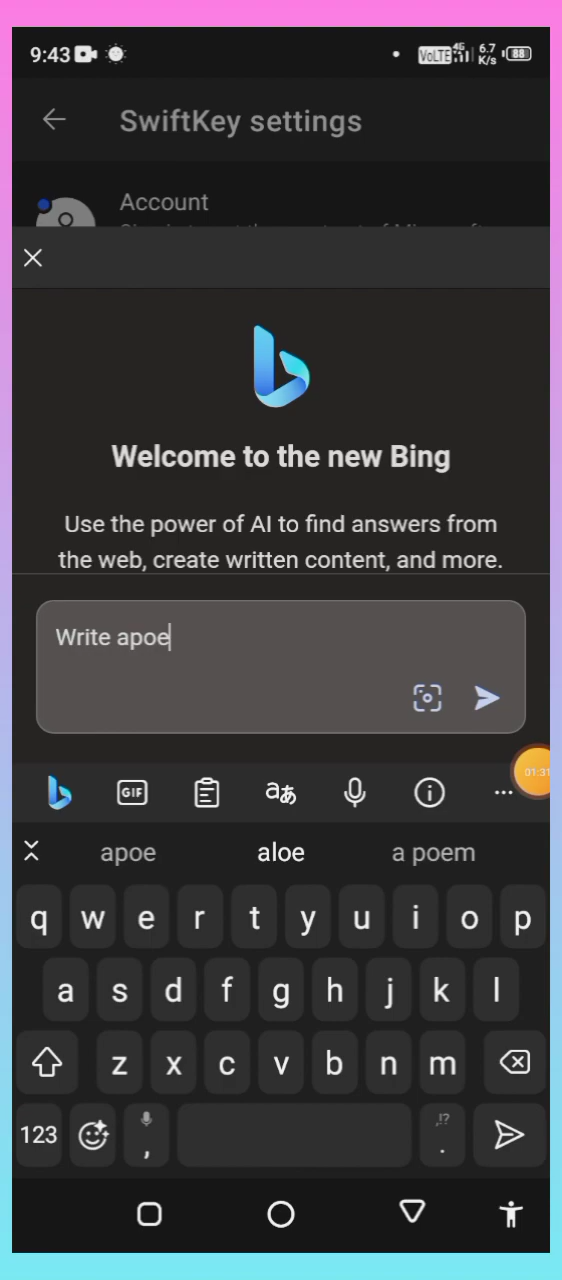 9:43 VoLTE 4G 6.7 K/s 88
SwiftKey settings
Account
Welcome to the new Bing
Use the power of AI to find answers from
the web, create written content, and more.
Write apoe
01:31
GIF aあ
apoe aloe a poem
q w e r t y u i o p
a s d f g h j k l
z x c v b n m
,!?
123 , .